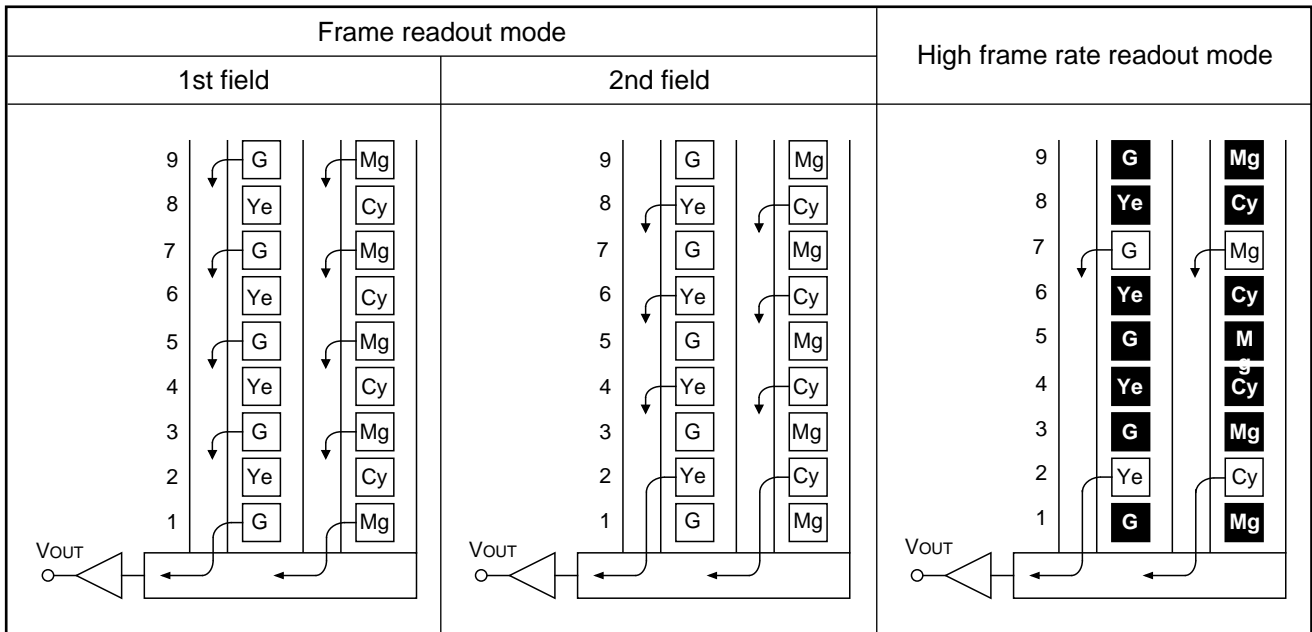 Frame readout mode
High frame rate readout mode
1st field
2nd field
9 G Mg
8 Ye Cy
7 G Mg
6 Ye Cy
5 G Mg
4 Ye Cy
3 G Mg
2 Ye Cy
1 G Mg
VOUT
9 G Mg
8 Ye Cy
7 G Mg
6 Ye Cy
5 G Mg
4 Ye Cy
3 G Mg
2 Ye Cy
1 G Mg
VOUT
9 G Mg
8 Ye Cy
7 G Mg
6 Ye Cy
5 G Mg
4 Ye Cy
3 G Mg
2 Ye Cy
1 G Mg
VOUT